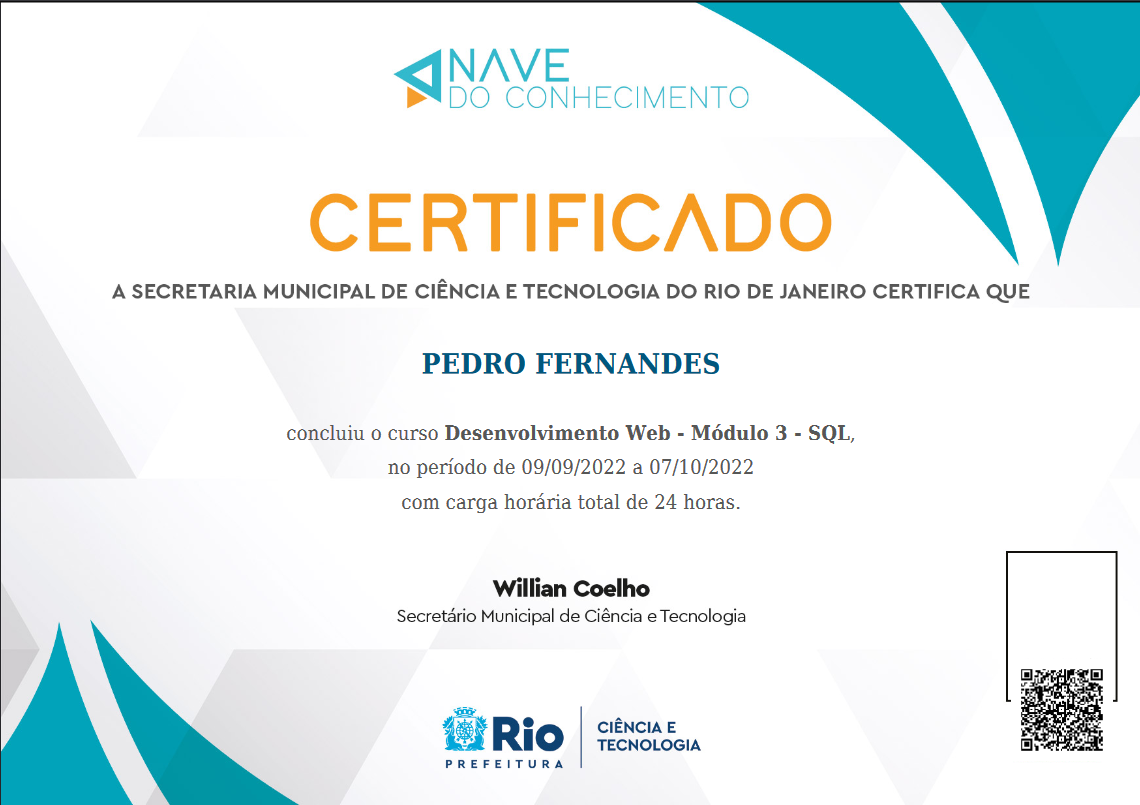 NAVE
DO CONHECIMENTO
CERTIFICADO
A SECRETARIA MUNICIPAL DE CIÊNCIA E TECNOLOGIA DO RIO DE JANEIRO CERTIFICA QUE
PEDRO FERNANDES
concluiu o curso Desenvolvimento Web - Módulo 3 - SQL,
no período de 09/09/2022 a 07/10/2022
com carga horária total de 24 horas.
Willian Coelho
Secretário Municipal de Ciência e Tecnologia
Rio
PREFEITURA
CIÊNCIA E
TECNOLOGIA